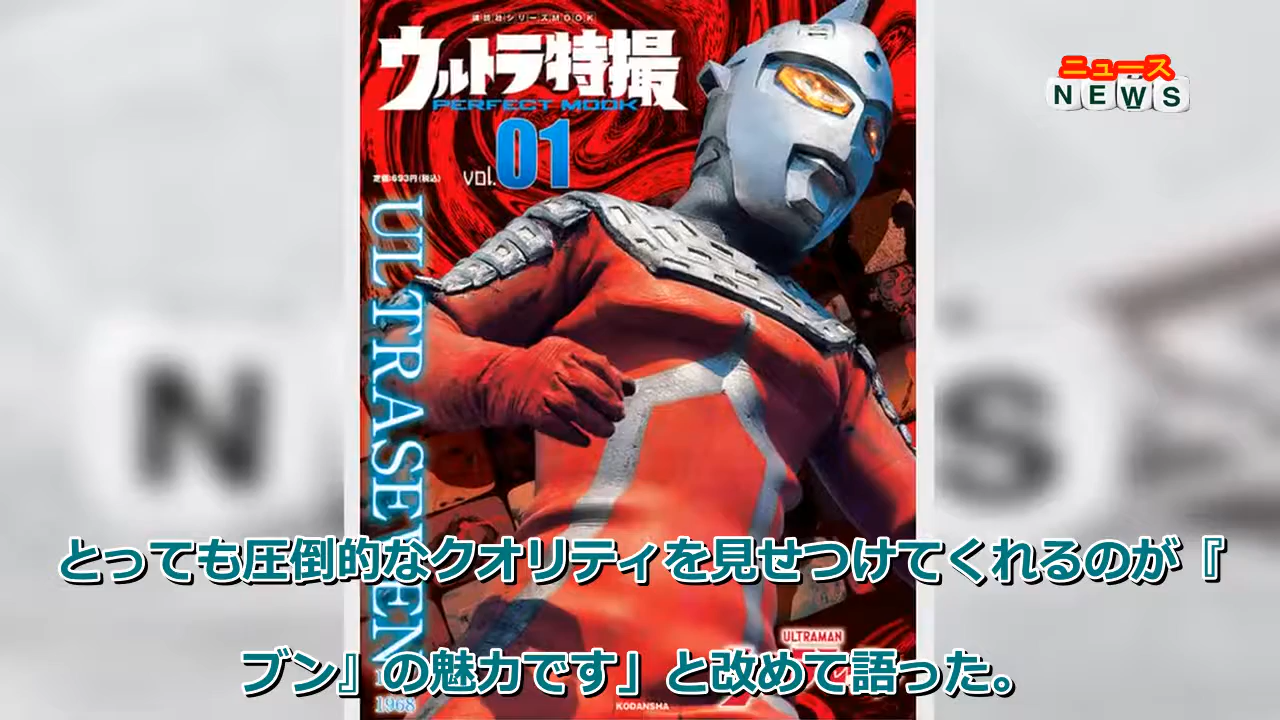 講談社シリーズMOOK
ウルトラ特撮
PERFECT MOOK
vol.01
定価:693円(税込)
ULTRASEVEN
1968
ニュース
NEWS
N
S
とっても圧倒的なクオリティを見せつけてくれるのが『
ブン』の魅力です」と改めて語った。
ULTRAMAN
KODANSHA